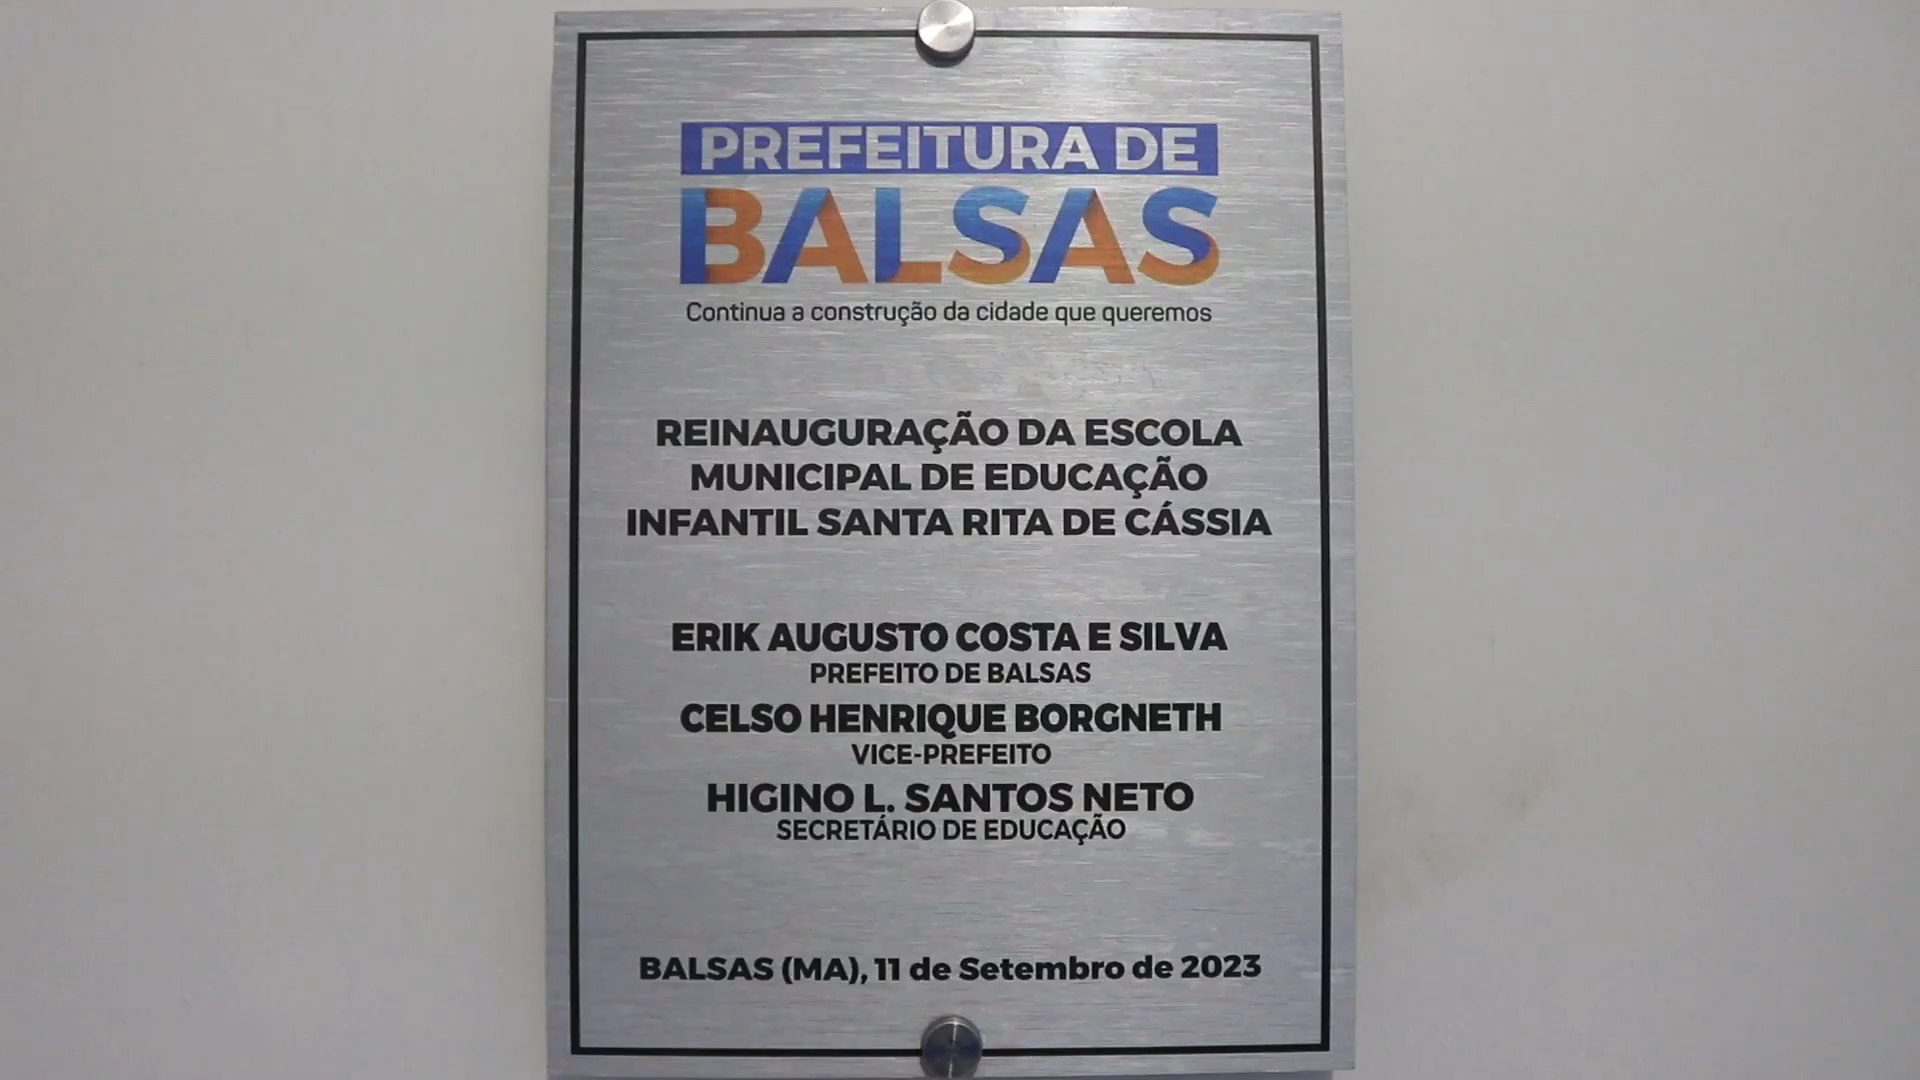 PREFEITURA DE
BALSAS
Continua a construção da cidade que queremos
REINAUGURAÇÃO DA ESCOLA
MUNICIPAL DE EDUCAÇÃO
INFANTIL SANTA RITA DE CÁSSIA
ERIK AUGUSTO COSTA E SILVA
PREFEITO DE BALSAS
CELSO HENRIQUE BORGNETH
VICE-PREFEITO
HIGINO L. SANTOS NETO
SECRETÁRIO DE EDUCAÇÃO
BALSAS (MA), 11 de Setembro de 2023